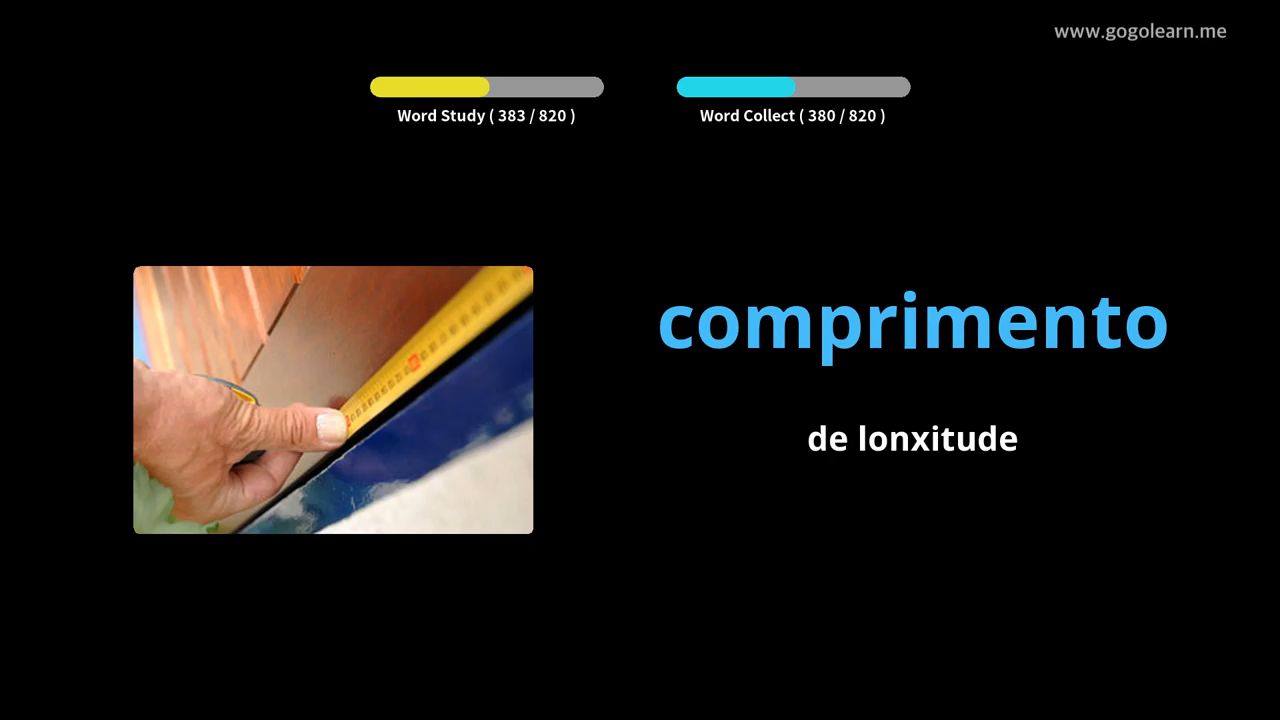 www.gogolearn.me
Word Study ( 383 / 820 )
Word Collect ( 380 / 820 )
comprimento
de lonxitude